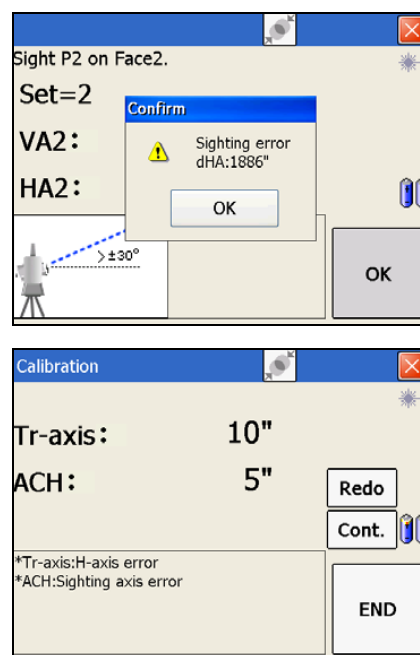 Sight P2 on Face2.
Set=2
Confirm
VA2:
Sighting error
dHA:1886"
HA2:
OK
>±30°
OK
Calibration
Tr-axis: 10"
ACH: 5"
Redo
Cont.
*Tr-axis:H-axis error
*ACH:Sighting axis error
END